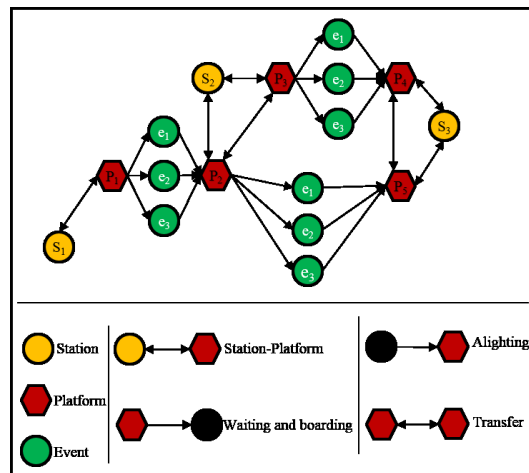 e₁
S₂ P₃ e₂ P₄
e₃ S₃
e₁
P₁ e₂ P₂ e₁ P₅
e₃ e₂
S₁ e₃
Station Station-Platform Alighting
Platform Waiting and boarding Transfer
Event